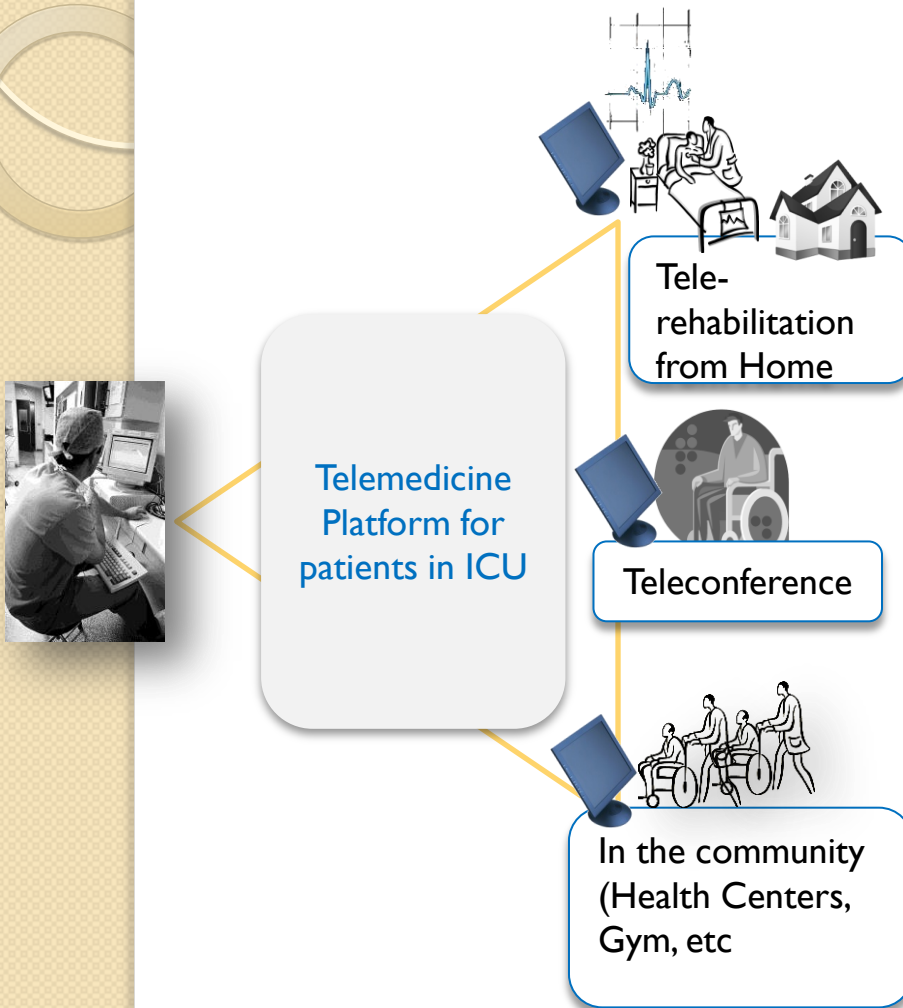 Tele-
rehabilitation
from Home
Telemedicine
Platform for
patients in ICU
Teleconference
In the community
(Health Centers,
Gym, etc